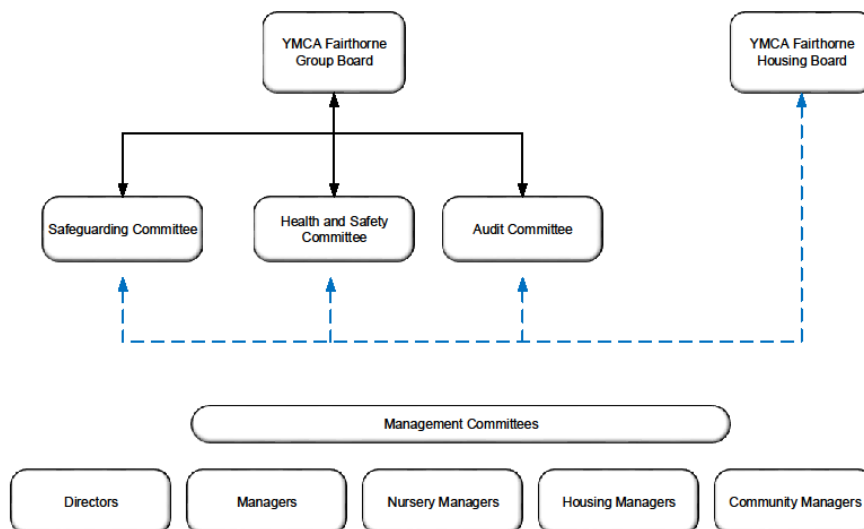 YMCA Fairthorne
Group Board
YMCA Fairthorne
Housing Board
Safeguarding Committee
Health and Safety
Committee
Audit Committee
Management Committees
Directors
Managers
Nursery Managers
Housing Managers
Community Managers